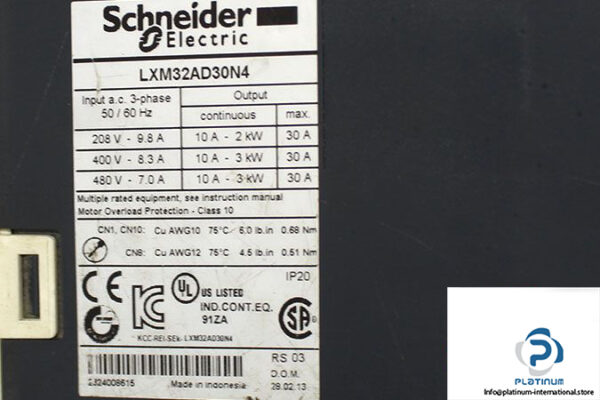 Schneider
Electric
LXM32AD30N4
Input a.c. 3-phase
50 / 60 Hz
Output
continuous
max.
208 V - 9.8 A
10 A - 2 kW
30 A
400 V - 8.3 A
10 A - 3 kW
30 A
480 V - 7.0 A
10 A - 3 kW
30 A
Multiple rated equipment, see instruction manual
Motor Overload Protection - Class 10
CN1, CN10: Cu AWG10 75°C 6.0 lb.in 0.68 Nm
CN8: Cu AWG12 75°C 4.5 lb.in 0.51 Nm
IP20
CE
UL
US LISTED
IND.CONT.EQ.
91ZA
SA
KCC-REI-SEk- LXM32AD30N4
RS 03
D.O.M.
2324008615
Made in Indonesia
28.02.13
PLATINUM
Info@platinum-international.store